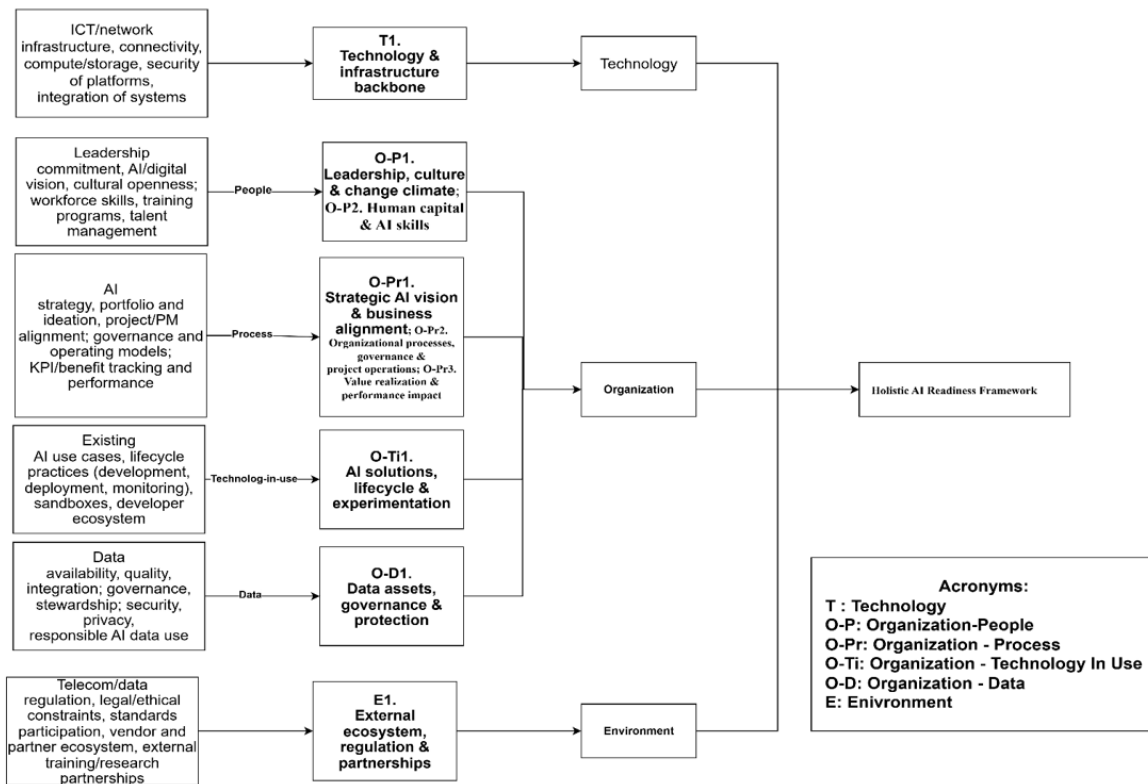 ICT/network
infrastructure, connectivity,
compute/storage, security
of platforms,
integration of systems
T1.
Technology &
infrastructure
backbone
Technology
Leadership
commitment, AI/digital
vision, cultural openness;
workforce skills, training
programs, talent
management
People
O-P1.
Leadership, culture
& change climate;
O-P2. Human capital
& AI skills
AI
strategy, portfolio and
ideation, project/PM
alignment; governance and
operating models;
KPI/benefit tracking and
performance
Process
O-Pr1.
Strategic AI vision
& business
alignment; O-Pr2.
Organizational processes,
governance &
project operations; O-Pr3.
Value realization &
performance impact
Organization
Holistic AI Readiness Framework
Existing
AI use cases, lifecycle
practices (development,
deployment, monitoring),
sandboxes, developer
ecosystem
Technolog-in-use
O-Ti1.
AI solutions,
lifecycle &
experimentation
Data
availability, quality,
integration; governance,
stewardship; security,
privacy,
responsible AI data use
Data
O-D1.
Data assets,
governance &
protection
Telecom/data
regulation, legal/ethical
constraints, standards
participation, vendor and
partner ecosystem, external
training/research
partnerships
E1.
External
ecosystem,
regulation &
partnerships
Environment
Acronyms:
T : Technology
O-P: Organization-People
O-Pr: Organization - Process
O-Ti: Organization - Technology In Use
O-D: Organization - Data
E: Enivronment